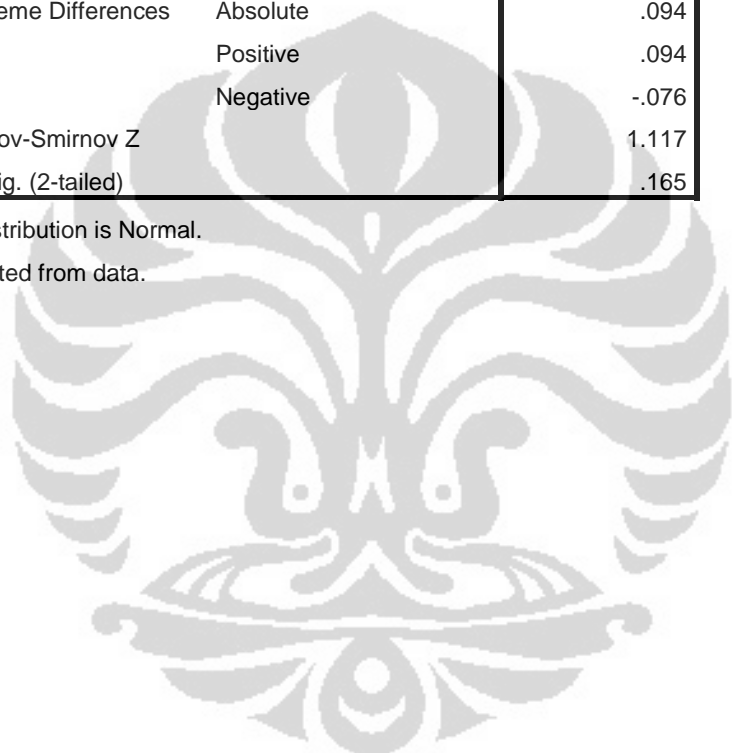 eme Differences Absolute .094
Positive .094
Negative -.076
ov-Smirnov Z 1.117
ig. (2-tailed) .165
stribution is Normal.
ted from data.